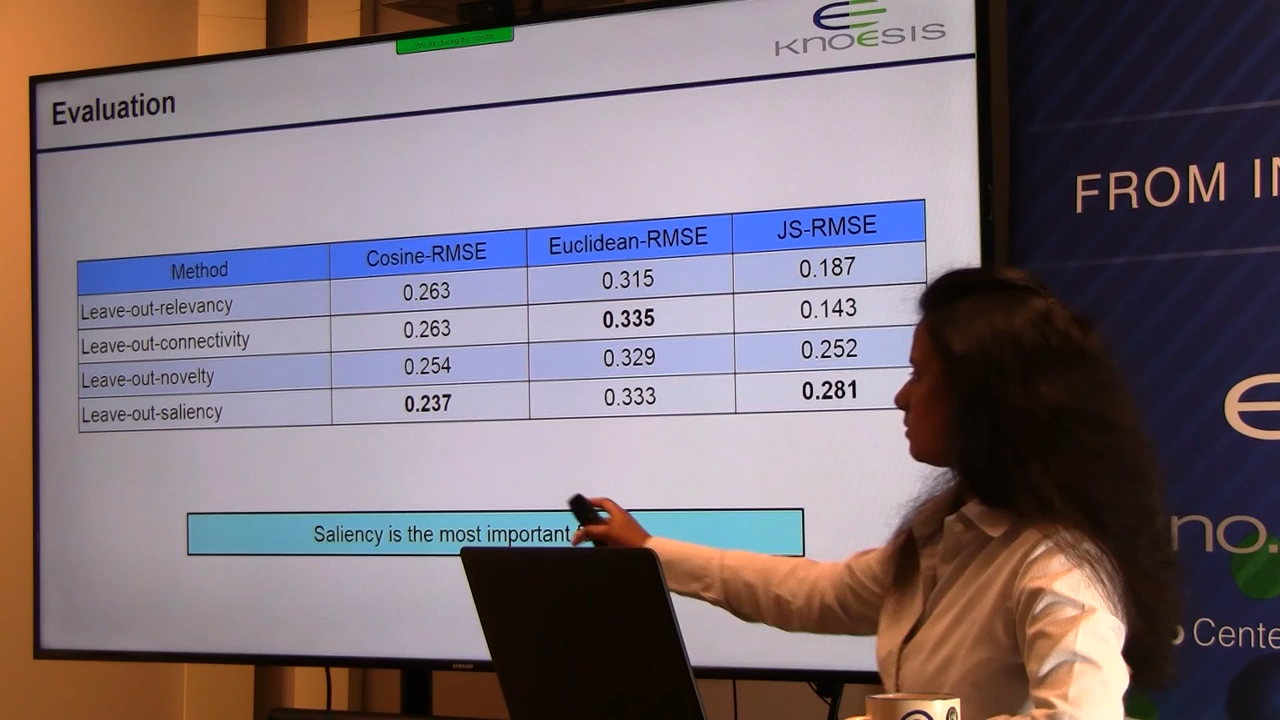 KNOESIS
Evaluation
Method Cosine-RMSE Euclidean-RMSE JS-RMSE
Leave-out-relevancy 0.263 0.315 0.187
Leave-out-connectivity 0.263 0.335 0.143
Leave-out-novelty 0.254 0.329 0.252
Leave-out-saliency 0.237 0.333 0.281
Saliency is the most important
SAMSUNG
FROM
no.
Cente